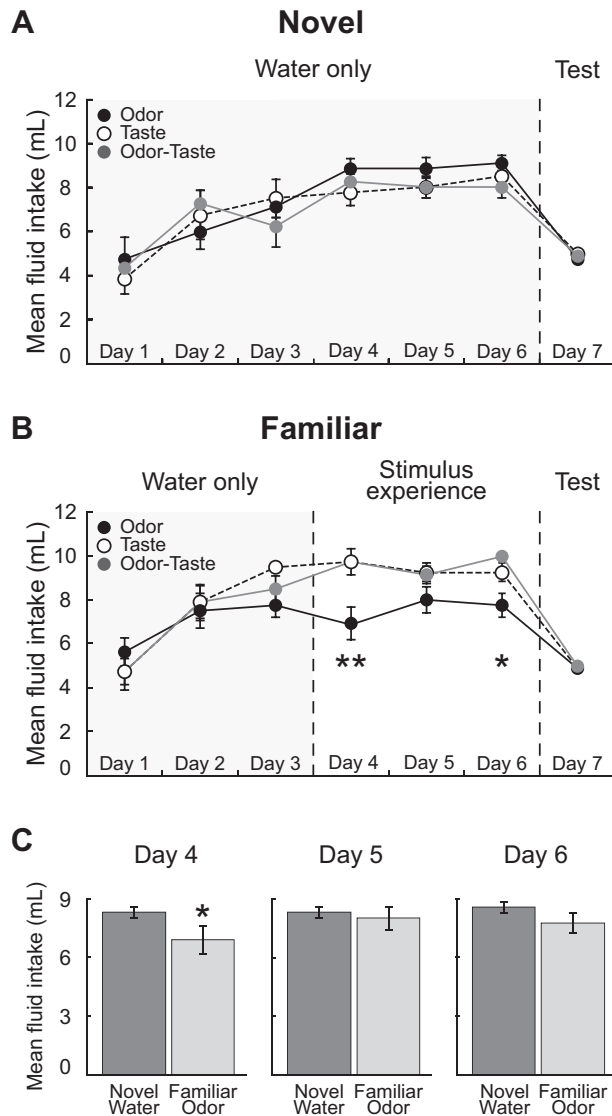 A
Novel
Water only
Test
Mean fluid intake (mL)
12
10
8
6
4
2
0
Odor
Taste
Odor-Taste
Day 1
Day 2
Day 3
Day 4
Day 5
Day 6
Day 7
B
Familiar
Water only
Stimulus
experience
Test
Mean fluid intake (mL)
12
10
8
6
4
2
0
Odor
Taste
Odor-Taste
**
*
Day 1
Day 2
Day 3
Day 4
Day 5
Day 6
Day 7
C
Day 4
Day 5
Day 6
Mean fluid intake (mL)
9
6
3
0
*
Novel
Water
Familiar
Odor
Novel
Water
Familiar
Odor
Novel
Water
Familiar
Odor